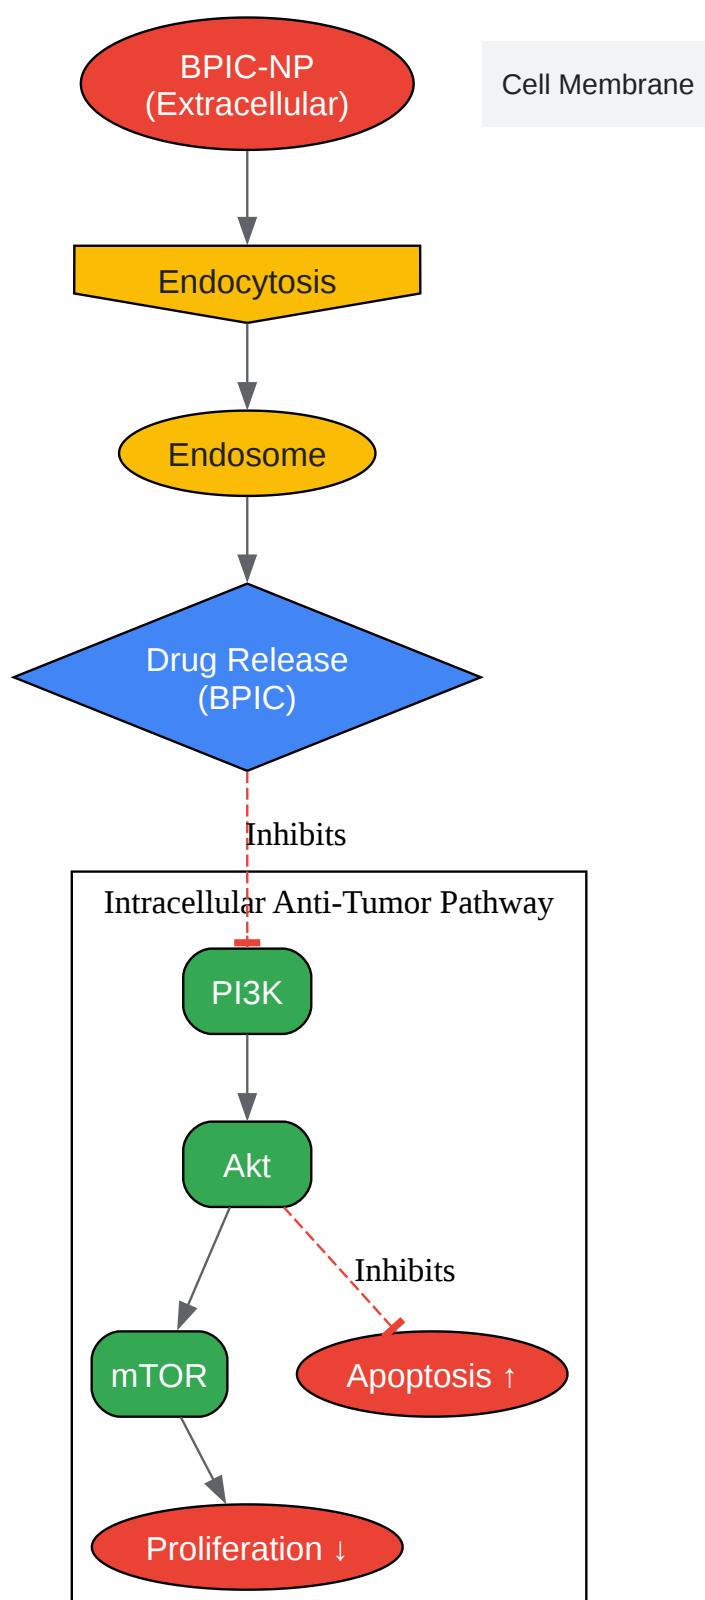 BPIC-NP
(Extracellular)
Cell Membrane
Endocytosis
Endosome
Drug Release
(BPIC)
Inhibits
Intracellular Anti-Tumor Pathway
PI3K
Akt
Inhibits
mTOR
Apoptosis ↑
Proliferation ↓